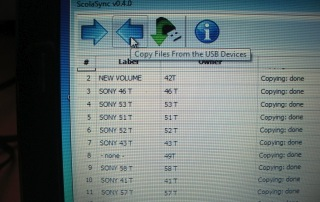 ScolaSync v0.4.0
Copy Files From the USB Devices
# Label Owner
2 NEW VOLUME 42T Copying: done
3 SONY 46 T 46 T Copying: done
4 SONY 53 T 53 T Copying: done
5 SONY 51 T 51 T Copying: done
6 SONY 52 T 52 T Copying: done
7 SONY 43 T 43 T Copying: done
8 - none - 49T Copying: done
9 SONY 58 T 58 T Copying: done
10 SONY 41 T 41 T Copying: done
11 SONY 57 T 57 T Copying: done